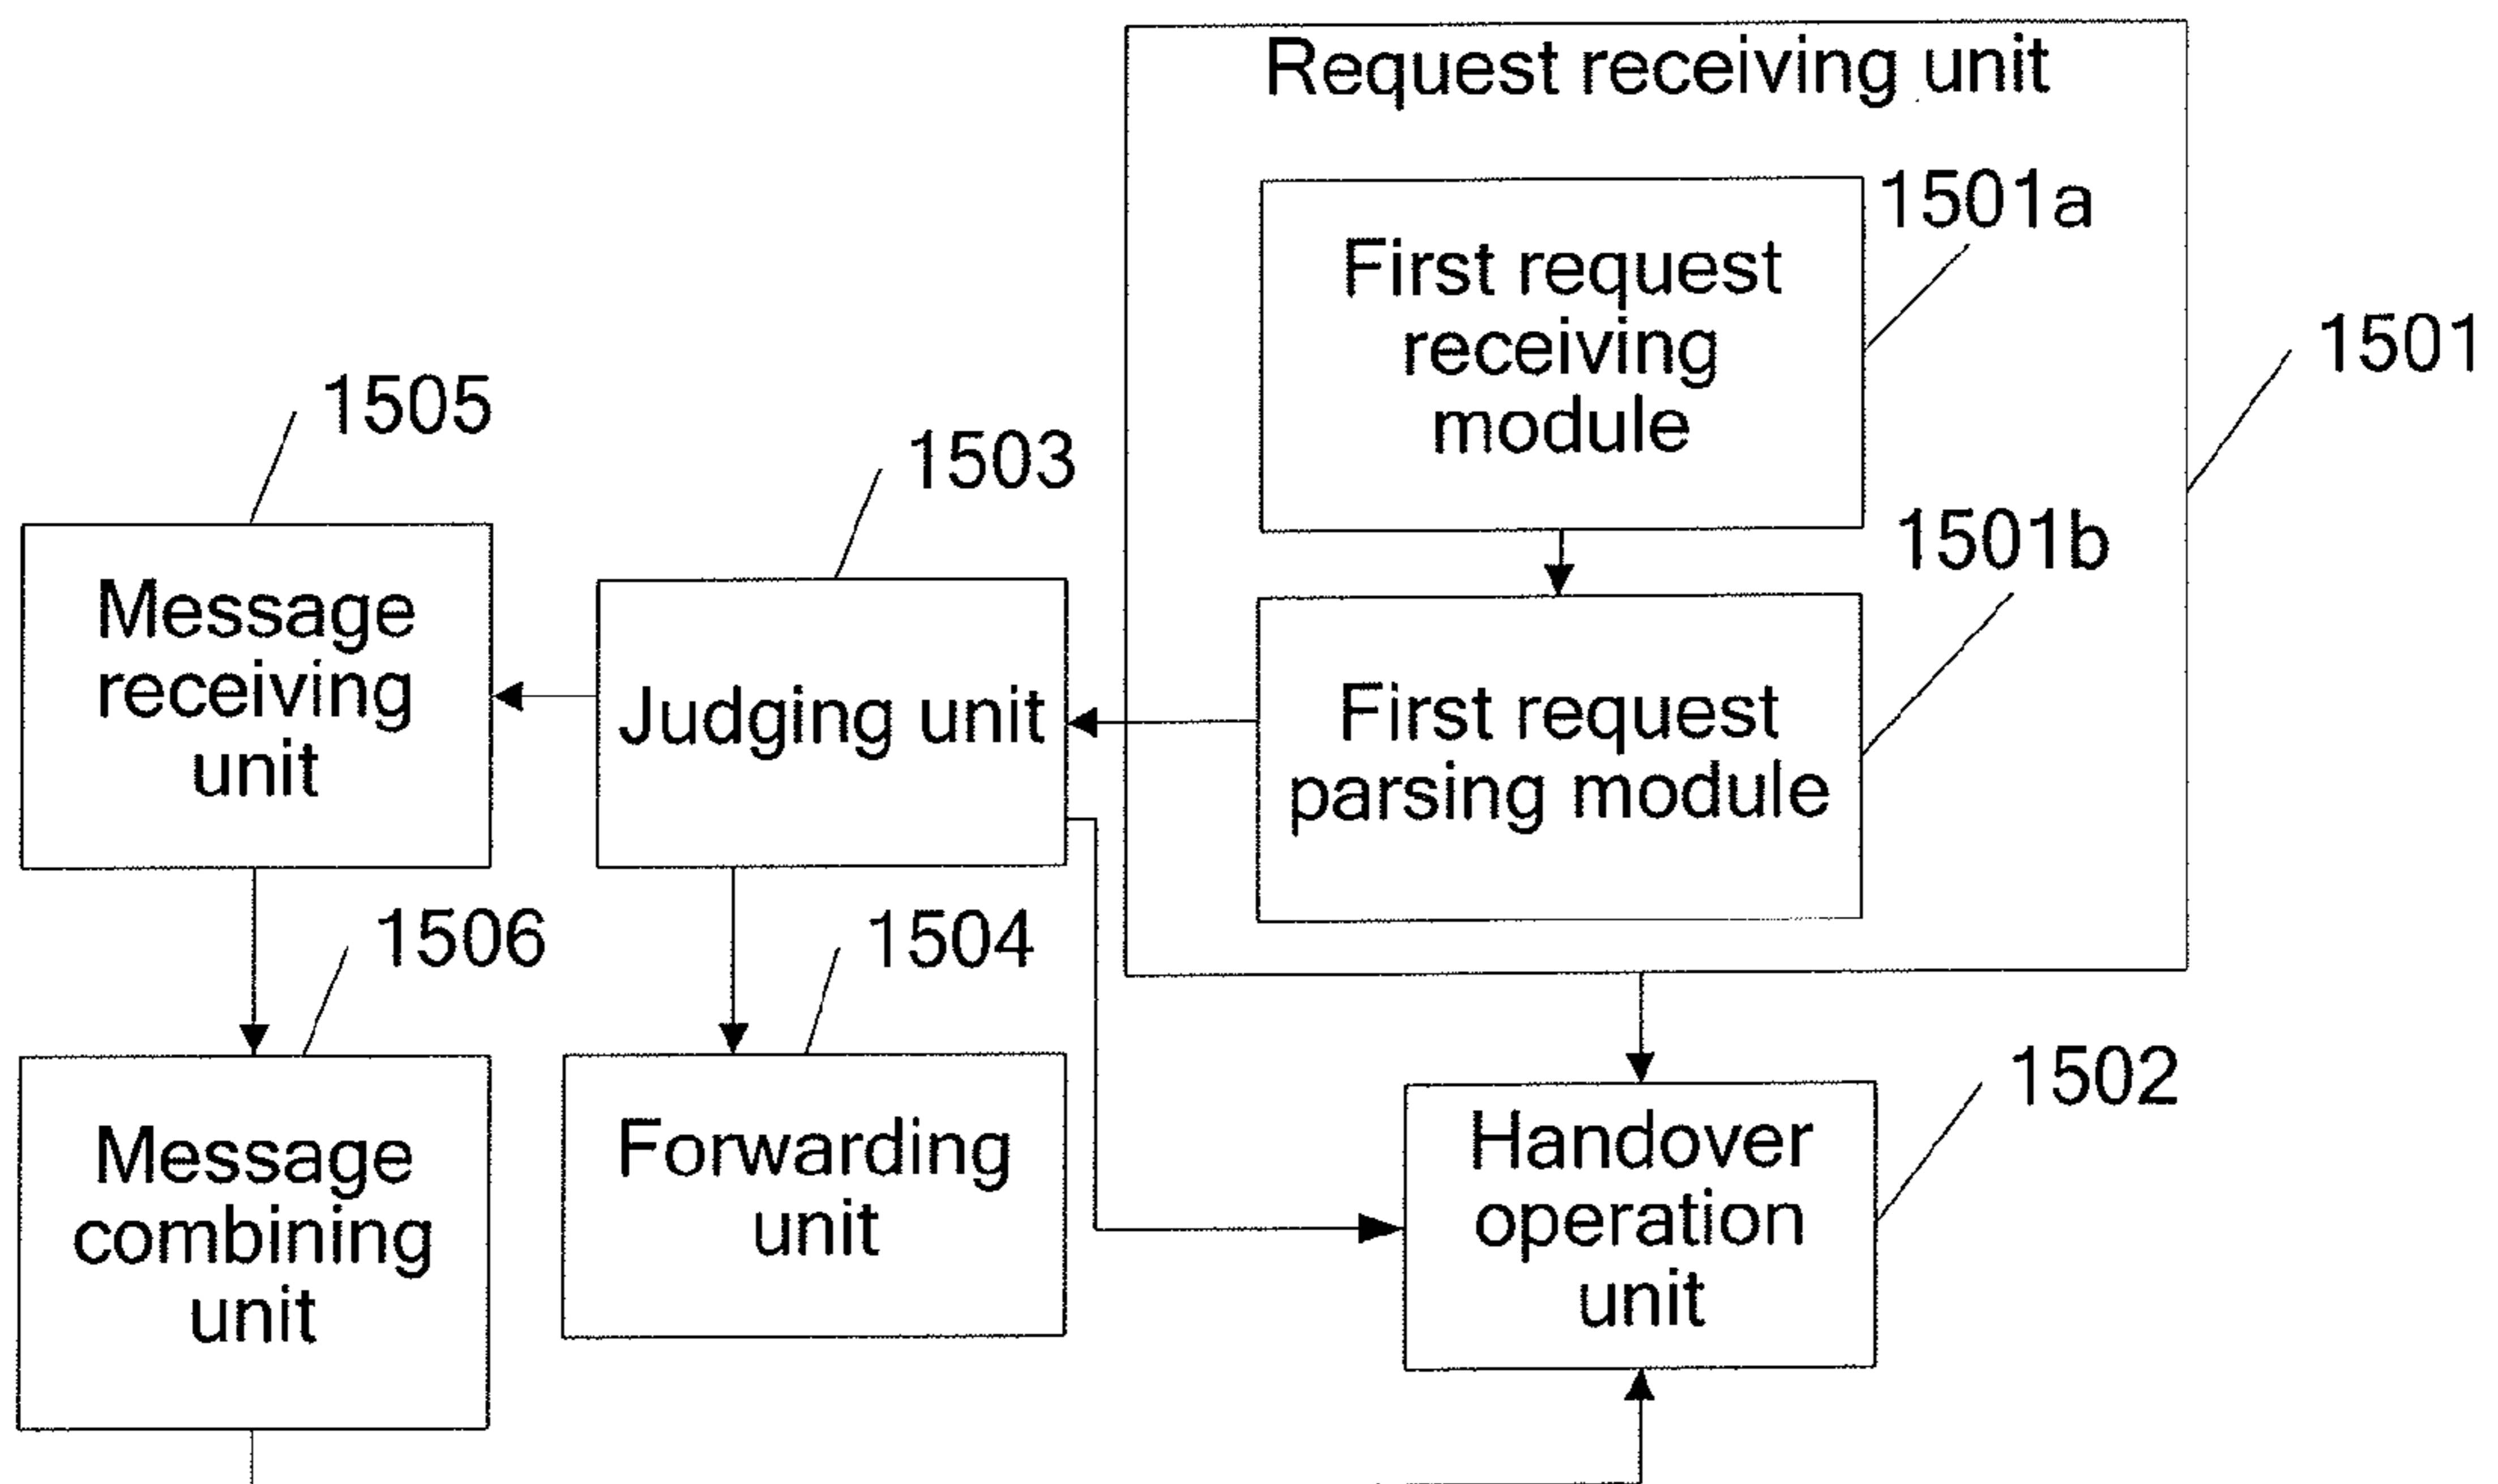 Request receiving unit
1501a
First request
receiving
module
1501
1505
1503
1501b
Message
receiving
unit
Judging unit
First request
parsing module
1506
1504
1502
Message
combining
unit
Forwarding
unit
Handover
operation
unit